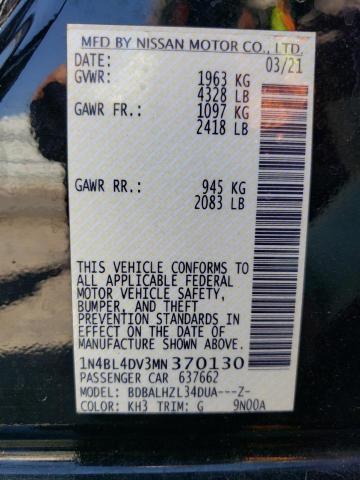 MFD BY NISSAN MOTOR CO., LTD.
DATE: 03/21
GVWR: 1963 KG
4328 LB
GAWR FR.: 1097 KG
2418 LB
GAWR RR.: 945 KG
2083 LB
THIS VEHICLE CONFORMS TO
ALL APPLICABLE FEDERAL
MOTOR VEHICLE SAFETY,
BUMPER, AND THEFT
PREVENTION STANDARDS
IN EFFECT ON THE DATE OF
MANUFACTURE SHOWN ABOVE.
1N4BL4DV3MN370130
PASSENGER CAR 637662
MODEL: BDBALHZL34DUA---Z-
COLOR: KH3 TRIM: G 9N00A